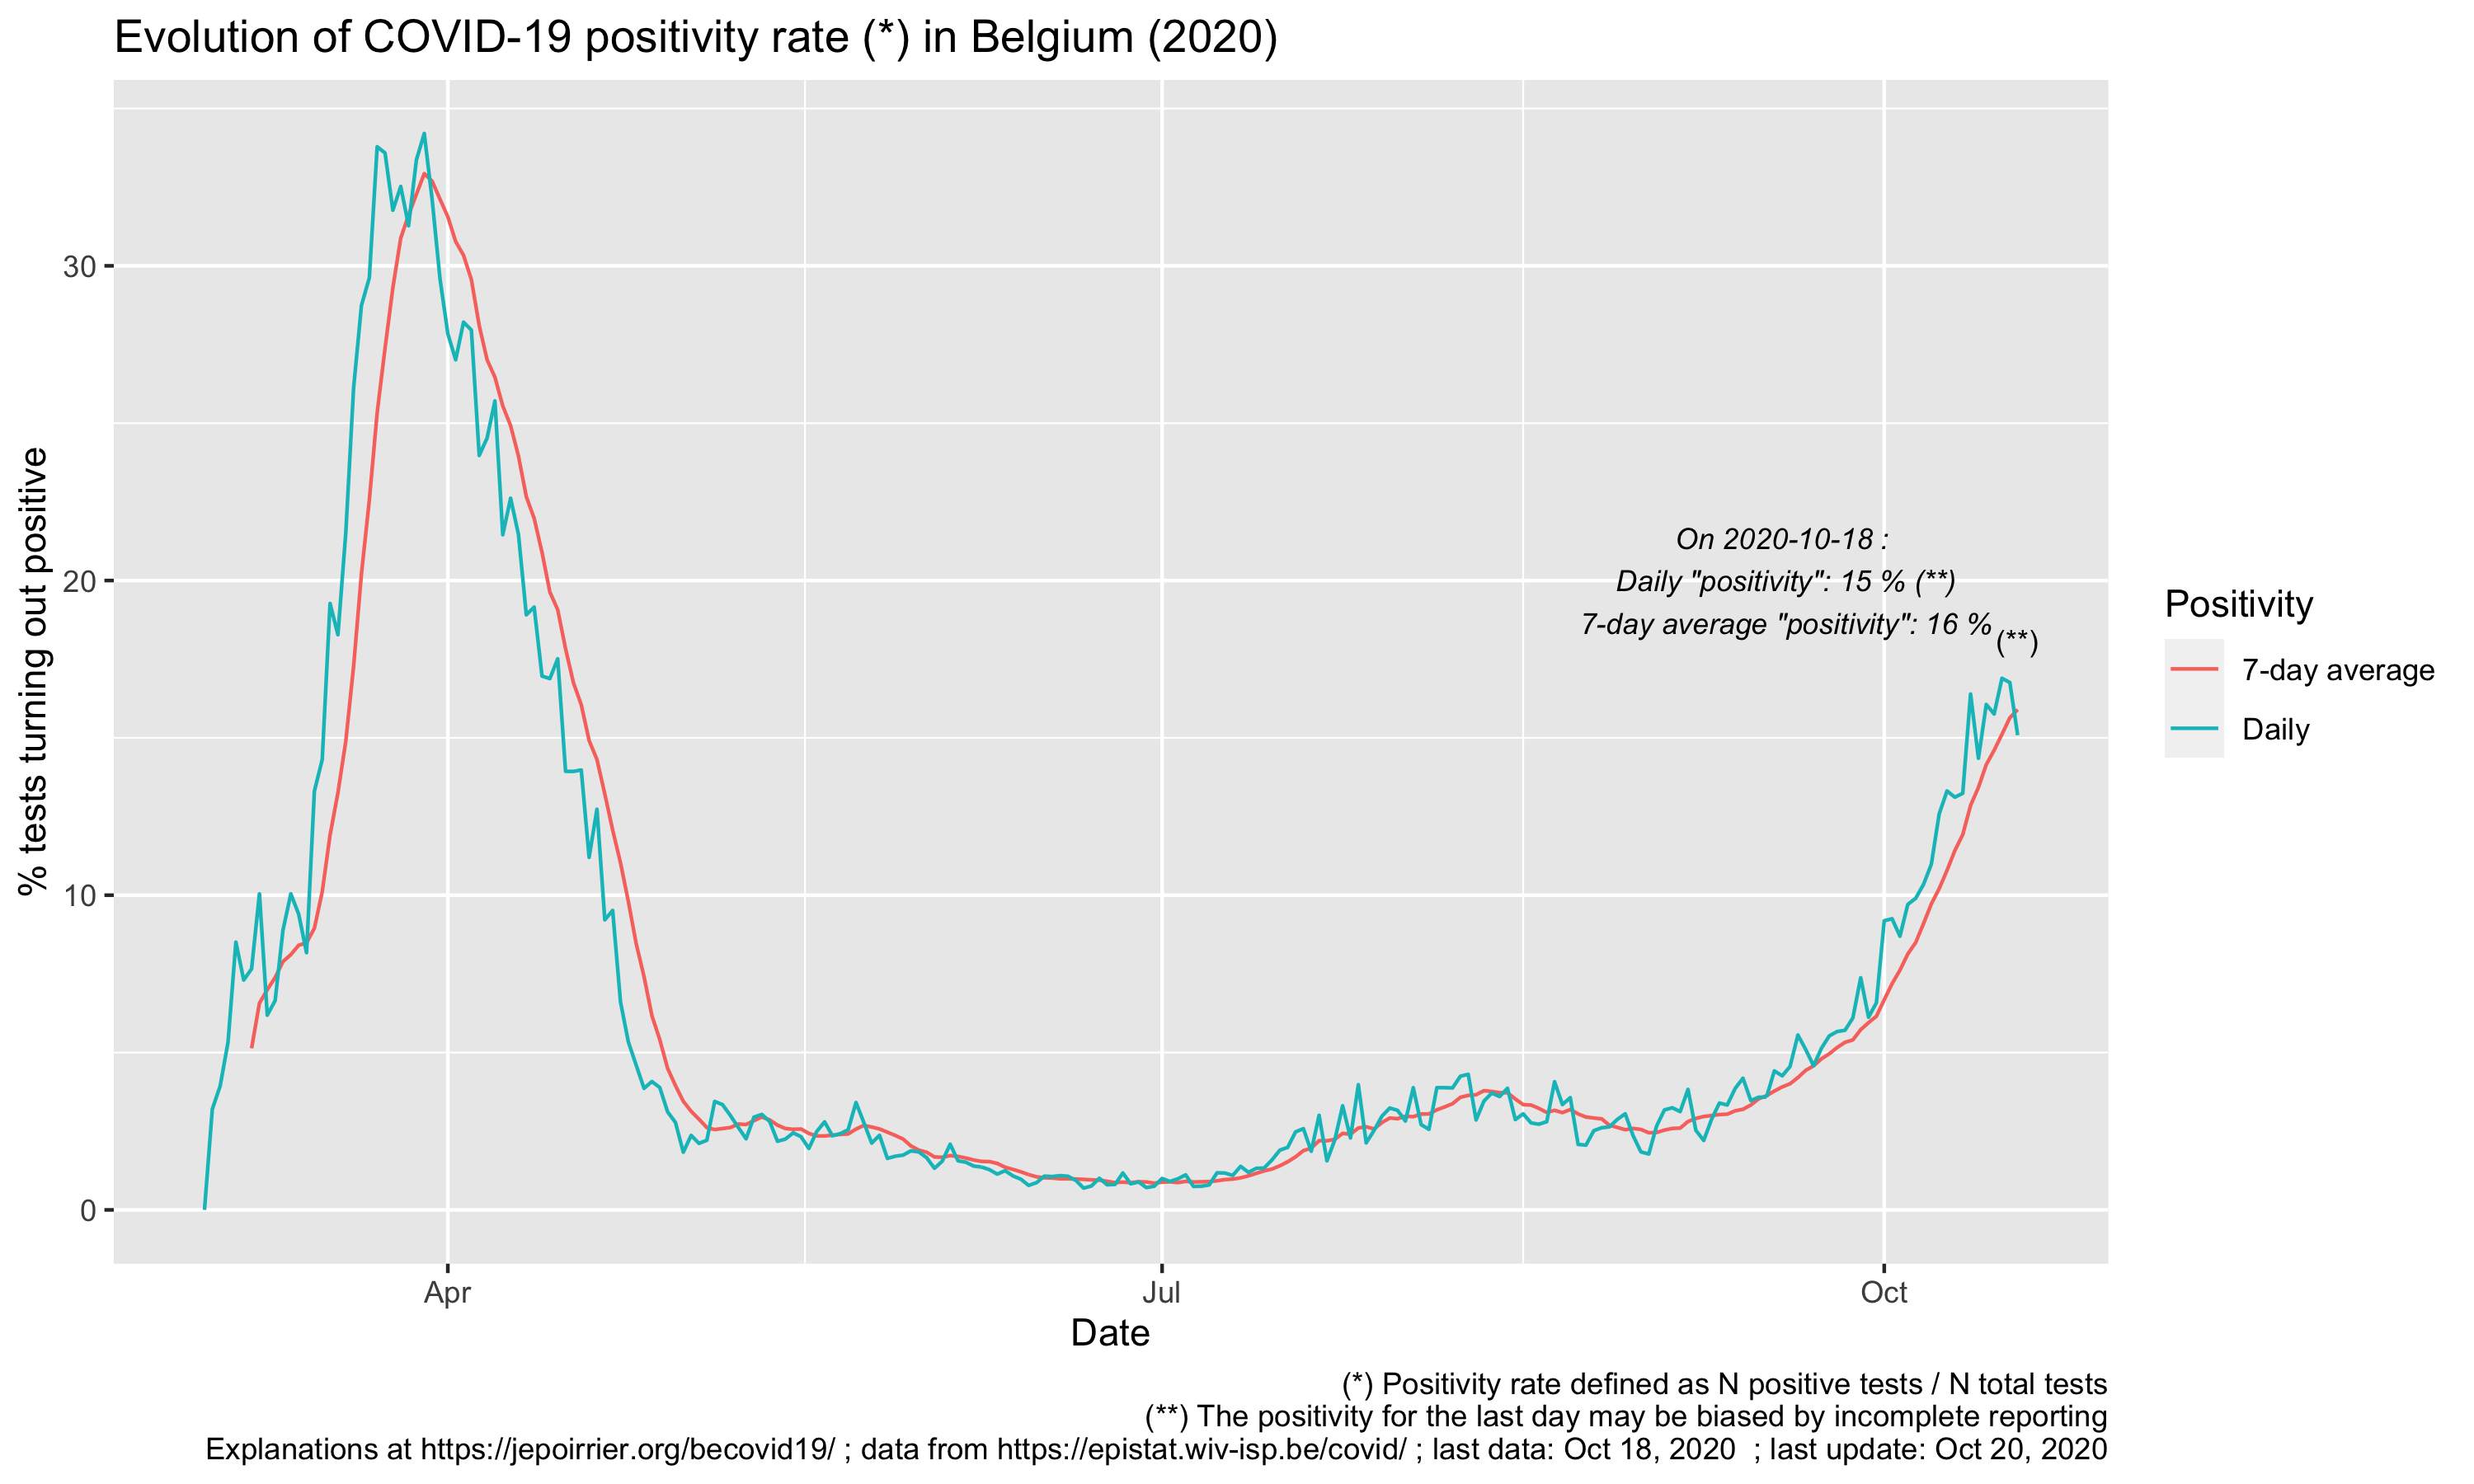 Evolution of COVID-19 positivity rate (*) in Belgium (2020)
% tests turning out positive
30
20
10
0
On 2020-10-18 :
Daily "positivity": 15 % (**)
7-day average "positivity": 16 %
(**)
Positivity
7-day average
Daily
Apr
Jul
Oct
Date
(*) Positivity rate defined as N positive tests / N total tests
(**) The positivity for the last day may be biased by incomplete reporting
Explanations at https://jepoirrier.org/becovid19/ ; data from https://epistat.wiv-isp.be/covid/ ; last data: Oct 18, 2020  ; last update: Oct 20, 2020